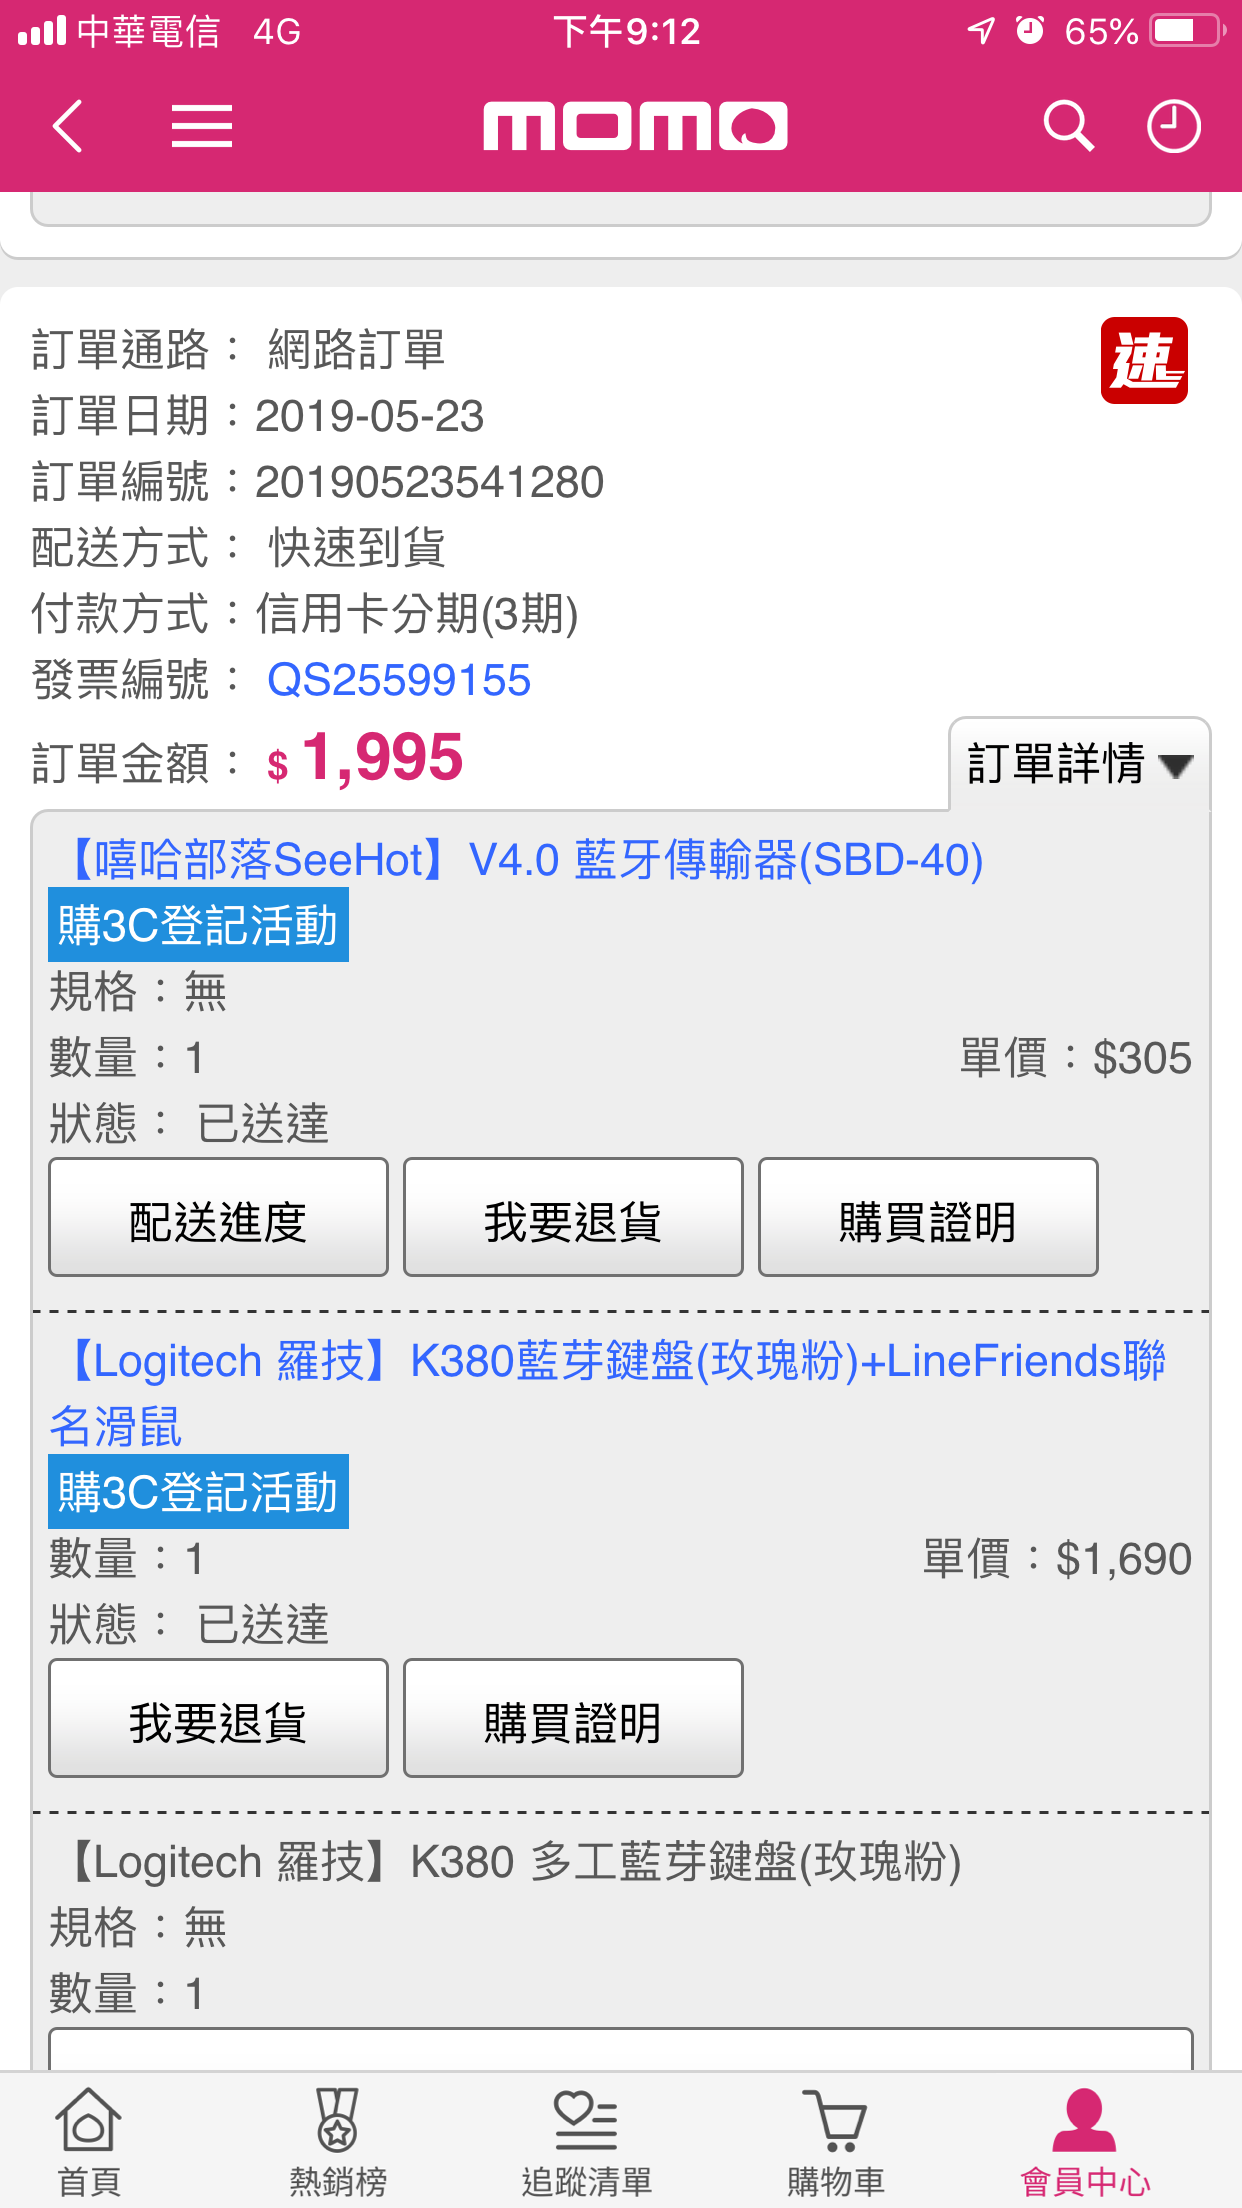 中華電信 4G 下午9:12 65%
momo
訂單通路： 網路訂單
速
訂單日期：2019-05-23
訂單編號：20190523541280
配送方式： 快速到貨
付款方式：信用卡分期(3期)
發票編號： QS25599155
訂單金額： $ 1,995
訂單詳情
【嘻哈部落SeeHot】V4.0 藍牙傳輸器(SBD-40)
購3C登記活動
規格：無
數量：1 單價：$305
狀態： 已送達
配送進度 我要退貨 購買證明
【Logitech 羅技】K380藍芽鍵盤(玫瑰粉)+LineFriends聯
名滑鼠
購3C登記活動
數量：1 單價：$1,690
狀態： 已送達
我要退貨 購買證明
【Logitech 羅技】K380 多工藍芽鍵盤(玫瑰粉)
規格：無
數量：1
首頁 熱銷榜 追蹤清單 購物車 會員中心